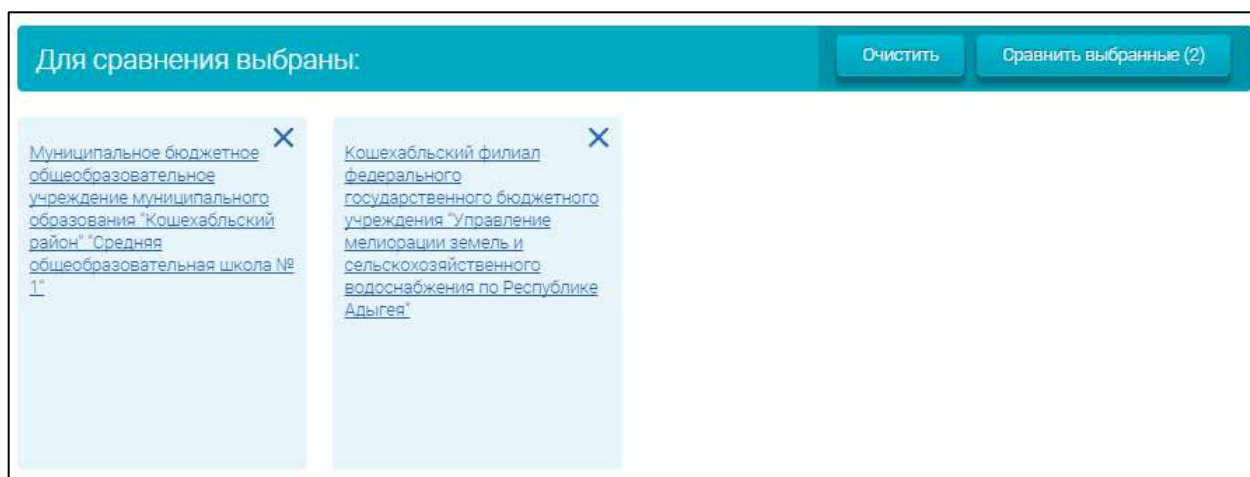 Для сравнения выбраны:
Очистить
Сравнить выбранные (2)
Муниципальное бюджетное
общеобразовательное
учреждение муниципального
образования "Кошехабльский
район" "Средняя
общеобразовательная школа №
1"
Кошехабльский филиал
федерального
государственного бюджетного
учреждения "Управление
мелиорации земель и
сельскохозяйственного
водоснабжения по Республике
Адыгея"